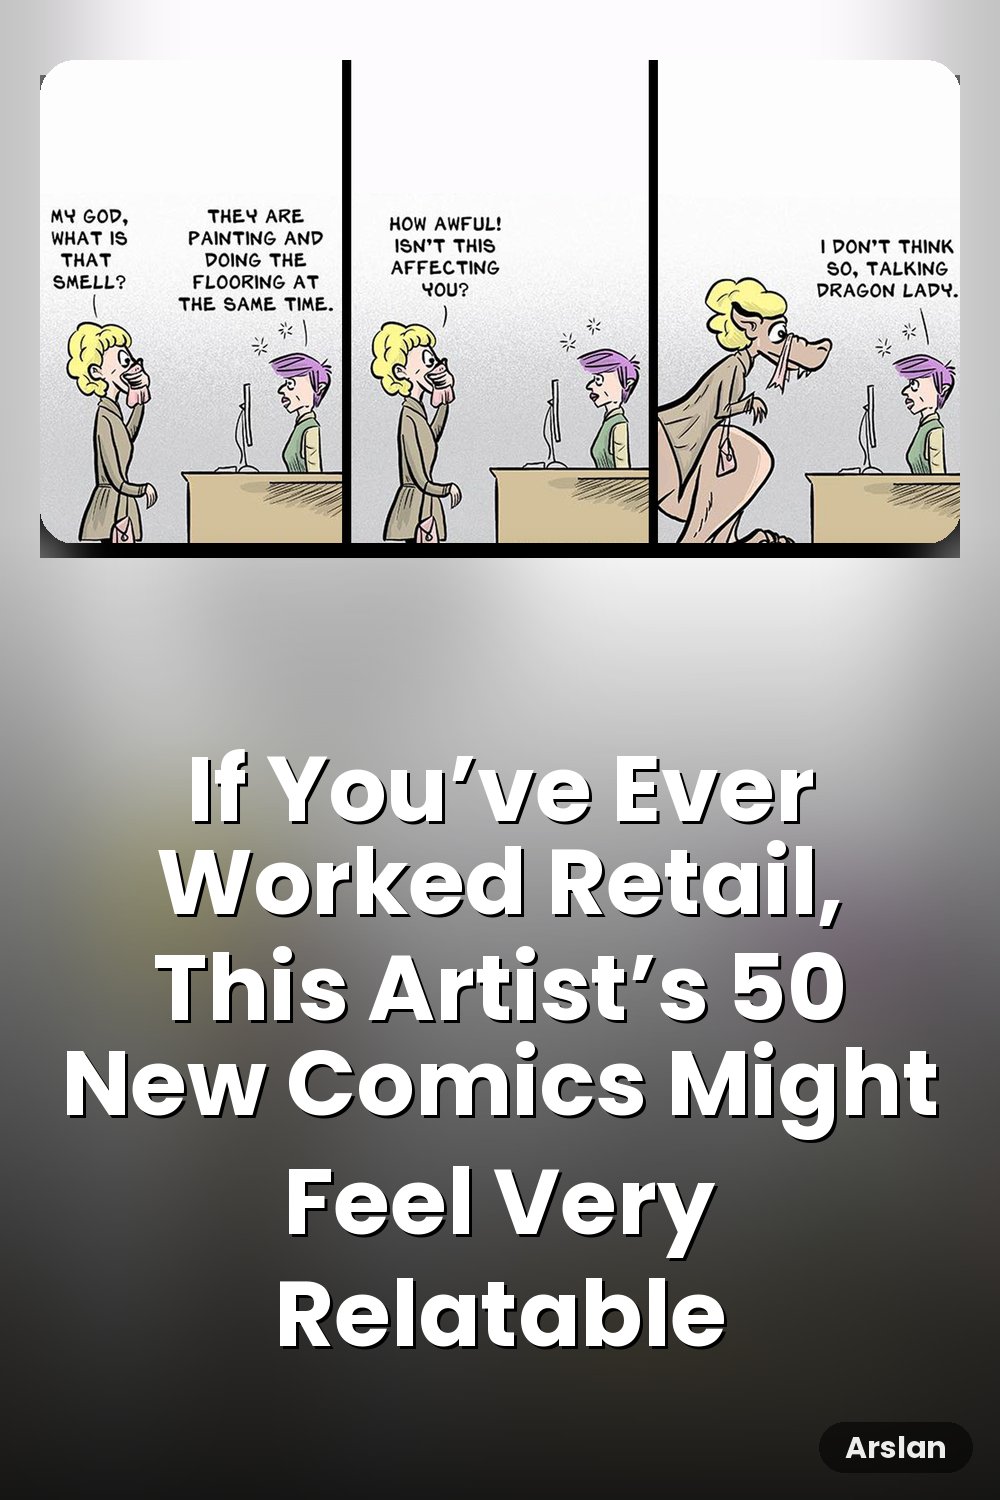 MY GOD,
WHAT IS
THAT
SMELL?
THEY ARE
PAINTING AND
DOING THE
FLOORING AT
THE SAME TIME.
HOW AWFUL!
ISN'T THIS
AFFECTING
YOU?
I DON'T THINK
SO, TALKING
DRAGON LADY.
If You’ve Ever
Worked Retail,
This Artist’s 50
New Comics Might
Feel Very
Relatable
Arslan